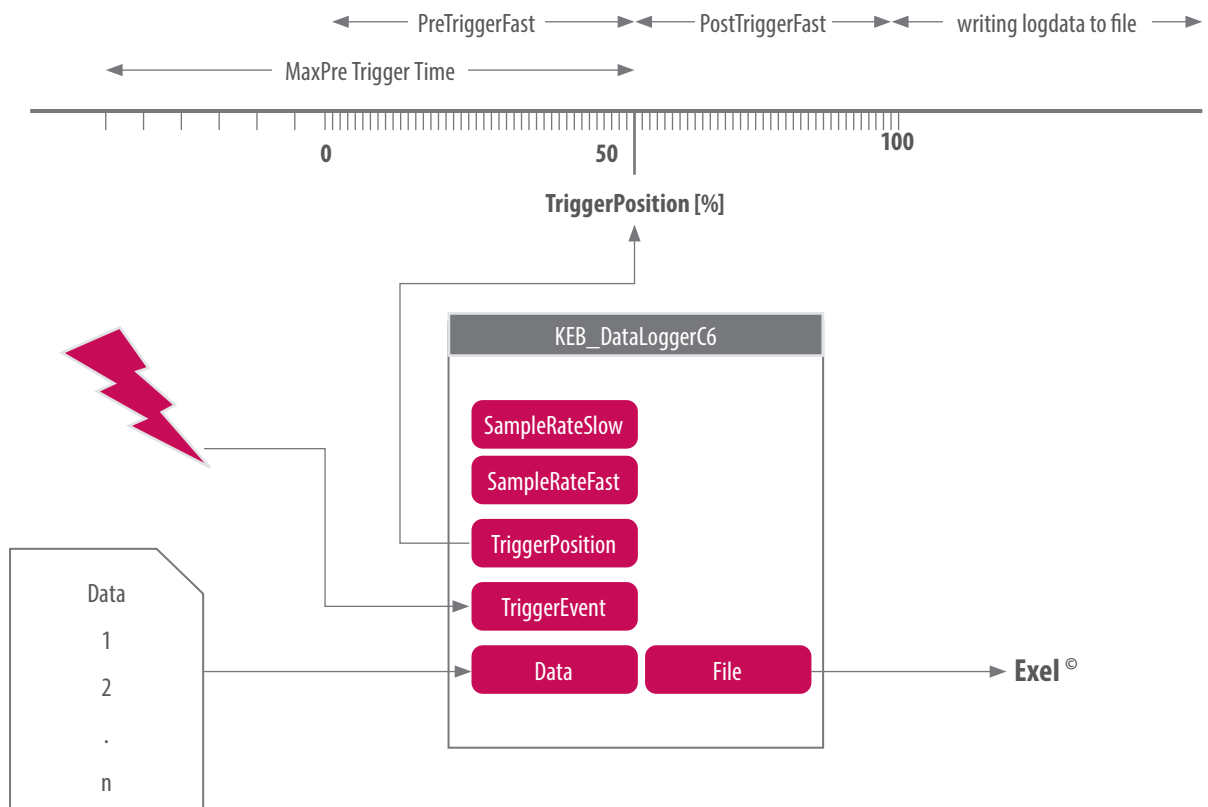 PreTriggerFast
PostTriggerFast
writing logdata to file
MaxPre Trigger Time
0
50
100
TriggerPosition [%]
KEB_DataLoggerC6
SampleRateSlow
SampleRateFast
TriggerPosition
TriggerEvent
Data
File
Exel ©
Data
1
2
.
n